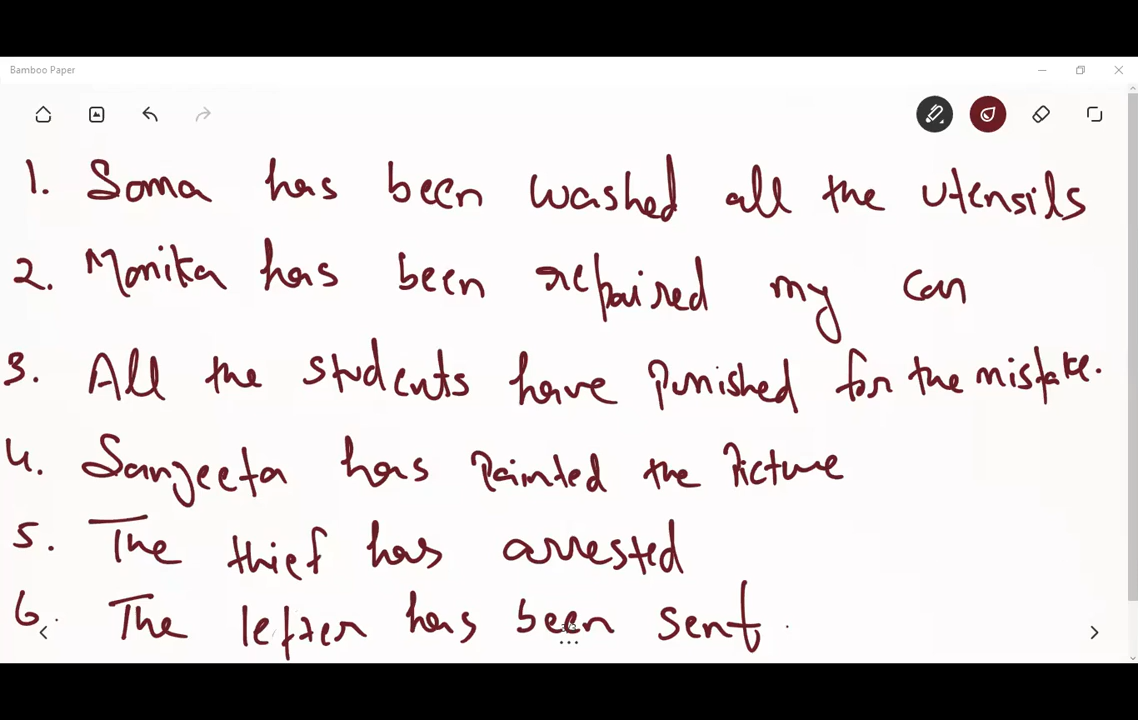 Bamboo Paper
1. Soma has been washed all the utensils
2. Monika has been repaired my car
3. All the students have punished for the mistake.
4. Sangeeta has Painted the Picture
5. The thief has arrested
6. The letter has been sent